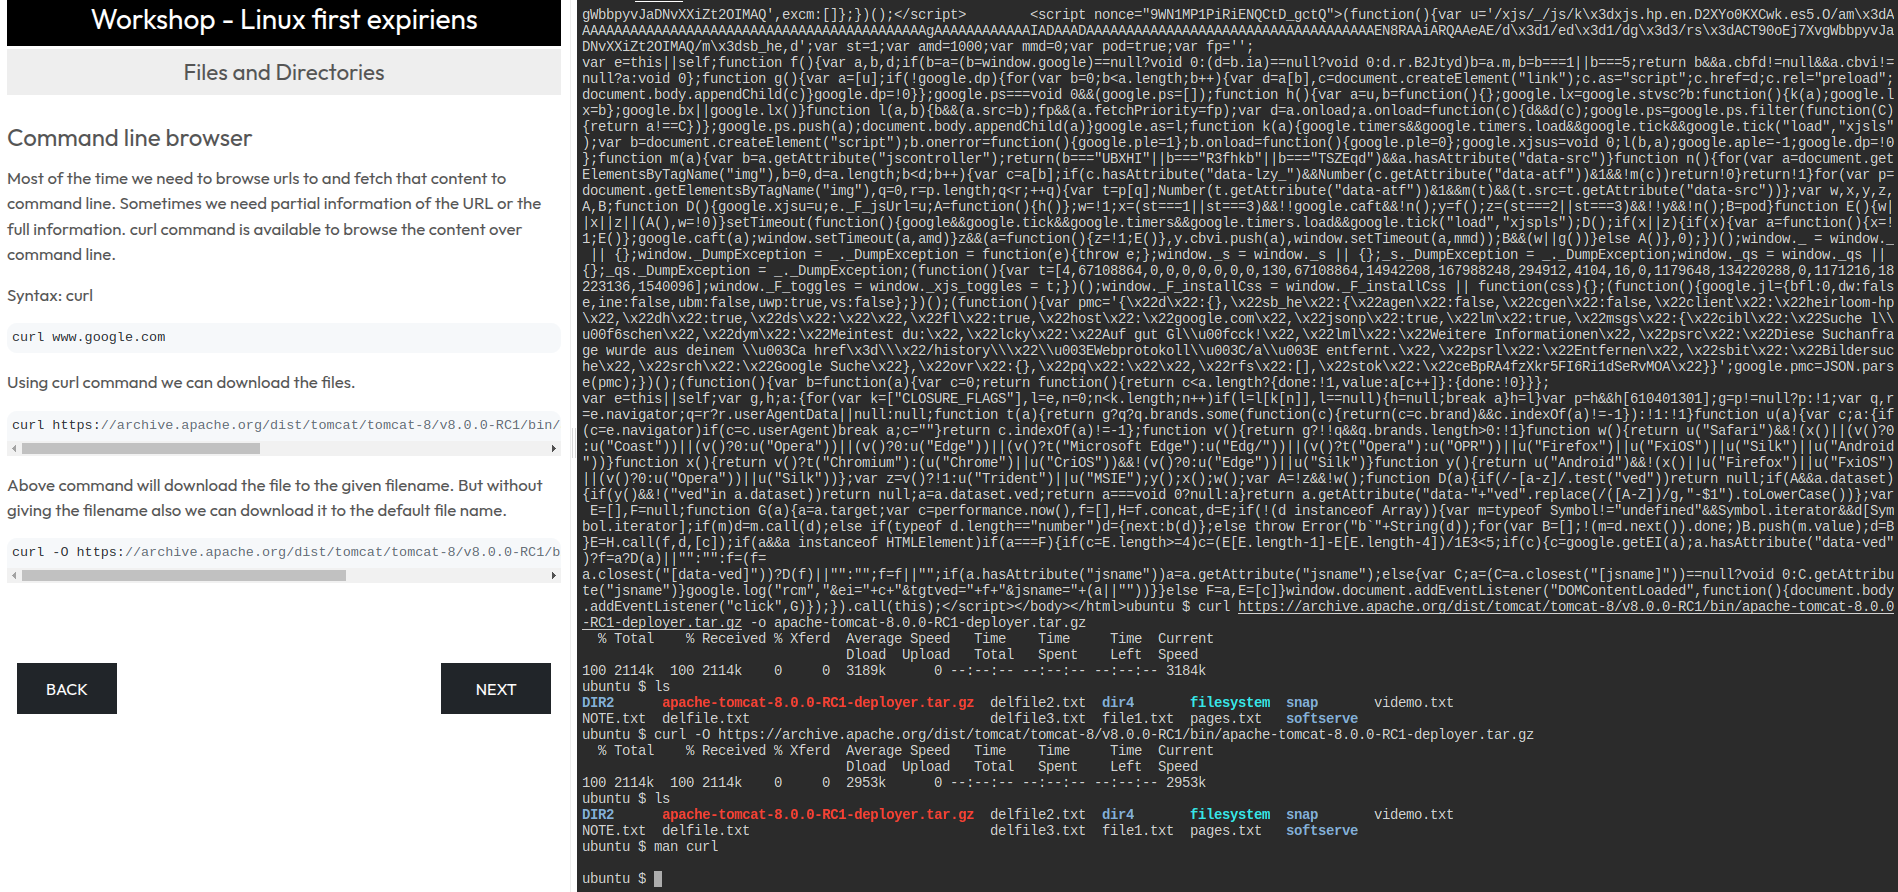 Workshop - Linux first expiriens
Files and Directories
Command line browser
Most of the time we need to browse urls to and fetch that content to
command line. Sometimes we need partial information of the URL or the
full information. curl command is available to browse the content over
command line.
Syntax: curl
curl www.google.com
Using curl command we can download the files.
curl https://archive.apache.org/dist/tomcat/tomcat-8/v8.0.0-RC1/bin/
Above command will download the file to the given filename. But without
giving the filename also we can download it to the default file name.
curl -O https://archive.apache.org/dist/tomcat/tomcat-8/v8.0.0-RC1/b
BACK
NEXT
gWbbpyvJaDNvXXiZt2OIMAQ',excm:[]};})();</script>        <script nonce="9WN1MP1PiRiENQCtD_gctQ">(function(){var u='/xjs/_/js/k\x3dxjs.hp.en.D2XYo0KXCwk.es5.O/am\x3dA
DNvXXiZt2OIMAQ/m\x3dsb_he,d';var st=1;var amd=1000;var mmd=0;var pod=true;var fp='';
var e=this||self;function f(){var a,b,d;if(b=a=(b=window.google)==null?void 0:(d=b.ia)==null?void 0:d.r.B2Jtyd)b=a.m,b=b===1||b===5;return b&&a.cbfd!=null&&a.cbvi!=
null?a:void 0};function g(){var a=[u];if(!google.dp){for(var b=0;b<a.length;b++){var d=a[b],c=document.createElement("link");c.as="script";c.href=d;c.rel="preload";
document.body.appendChild(c)}google.dp=!0}};google.ps===void 0&&(google.ps=[]);function h(){var a=u,b=function(){};google.lx=google.stvsc?b:function(){k(a);google.l
x=b};google.bx||google.lx()}function l(a,b){b&&(a.src=b);fp&&(a.fetchPriority=fp);var d=a.onload;a.onload=function(c){d&&d(c);google.ps=google.ps.filter(function(C)
{return a!==C})};google.ps.push(a);document.body.appendChild(a)}google.as=l;function k(a){google.timers&&google.timers.load&&google.tick&&google.tick("load","xjsls"
);var b=document.createElement("script");b.onerror=function(){google.ple=1};b.onload=function(){google.ple=0};google.xjsus=void 0;l(b,a);google.aple=-1;google.dp=!0
};function m(a){var b=a.getAttribute("jscontroller");return(b==="UBXHI"||b==="R3fhkb"||b==="TSZEqd")&&a.hasAttribute("data-src")}function n(){for(var a=document.get
ElementsByTagName("img"),b=0,d=a.length;b<d;b++){var c=a[b];if(c.hasAttribute("data-lzy_")&&Number(c.getAttribute("data-atf"))&1&&!m(c))return!0}return!1}for(var p=
document.getElementsByTagName("img"),q=0,r=p.length;q<r;++q){var t=p[q];Number(t.getAttribute("data-atf"))&1&&m(t)&&(t.src=t.getAttribute("data-src"))};var w,x,y,z,
A,B;function D(){google.xjsu=u;e._F_jsUrl=u;A=function(){h()};w=!1;x=(st===1||st===3)&&!!google.caft&&!n();y=f();z=(st===2||st===3)&&!!y&&!n();B=pod}function E(){w|
|x||z||(A(),w=!0)}setTimeout(function(){google&&google.tick&&google.timers&&google.timers.load&&google.tick("load","xjspls");D();if(x||z){if(x){var a=function(){x=!
1;E()};google.caft(a);window.setTimeout(a,amd)}z&&(a=function(){z=!1;E()},y.cbvi.push(a),window.setTimeout(a,mmd));B&&(w||g())}else A()},0);})();window._ = window._
 || {};window._DumpException = _._DumpException = function(e){throw e;};window._s = window._s || {};_s._DumpException = _._DumpException;window._qs = window._qs ||
{};_qs._DumpException = _._DumpException;(function(){var t=[4,67108864,0,0,0,0,0,0,0,130,67108864,14942208,167988248,294912,4104,16,0,1179648,134220288,0,1171216,18
223136,1540096];window._F_toggles = window._xjs_toggles = t;})();window._F_installCss = window._F_installCss || function(css){};(function(){google.jl={bfl:0,dw:fals
e,ine:false,ubm:false,uwp:true,vs:false};})();(function(){var pmc='{\x22d\x22:{},\x22sb_he\x22:{\x22agen\x22:false,\x22cgen\x22:false,\x22client\x22:\x22heirloom-hp
\x22,\x22dh\x22:true,\x22ds\x22:\x22\x22,\x22fl\x22:true,\x22host\x22:\x22google.com\x22,\x22jsonp\x22:true,\x22lm\x22:true,\x22msgs\x22:{\x22cibl\x22:\x22Suche l\\
u00f6schen\x22,\x22dym\x22:\x22Meintest du:\x22,\x22lcky\x22:\x22Auf gut Gl\\u00fcck!\x22,\x22lml\x22:\x22Weitere Informationen\x22,\x22psrc\x22:\x22Diese Suchanfra
ge wurde aus deinem \\u003Ca href\x3d\\\x22/history\\\x22\\u003EWebprotokoll\\u003C/a\\u003E entfernt.\x22,\x22psrl\x22:\x22Entfernen\x22,\x22sbit\x22:\x22Bildersuc
he\x22,\x22srch\x22:\x22Google Suche\x22},\x22ovr\x22:{},\x22pq\x22:\x22\x22,\x22rfs\x22:[],\x22stok\x22:\x22ceBpRA4fzXkr5FI6Ri1dSeRvMOA\x22}}';google.pmc=JSON.pars
e(pmc);})();(function(){var b=function(a){var c=0;return function(){return c<a.length?{done:!1,value:a[c++]}:{done:!0}}};
var e=this||self;var g,h;a:{for(var k=["CLOSURE_FLAGS"],l=e,n=0;n<k.length;n++)if(l=l[k[n]],l==null){h=null;break a}h=l}var p=h&&h[610401301];g=p!=null?p:!1;var q,r
=e.navigator;q=r?r.userAgentData||null:null;function t(a){return g?q?q.brands.some(function(c){return(c=c.brand)&&c.indexOf(a)!=-1}):!1:!1}function u(a){var c;a:{if
(c=e.navigator)if(c=c.userAgent)break a;c=""}return c.indexOf(a)!=-1};function v(){return g?!!q&&q.brands.length>0:!1}function w(){return u("Safari")&&!(x()||(v()?0
:u("Coast"))||(v()?0:u("Opera"))||(v()?0:u("Edge"))||(v()?t("Microsoft Edge"):u("Edg/"))||(v()?t("Opera"):u("OPR"))||u("Firefox")||u("FxiOS")||u("Silk")||u("Android
"))}function x(){return v()?t("Chromium"):(u("Chrome")||u("CriOS"))&&!(v()?0:u("Edge"))||u("Silk")}function y(){return u("Android")&&!(x()||u("Firefox")||u("FxiOS")
||(v()?0:u("Opera"))||u("Silk"))};var z=v()?!1:u("Trident")||u("MSIE");y();x();w();var A=!z&&!w();function D(a){if(/-[a-z]/.test("ved"))return null;if(A&&a.dataset)
{if(y()&&!("ved"in a.dataset))return null;a=a.dataset.ved;return a===void 0?null:a}return a.getAttribute("data-"+"ved".replace(/([A-Z])/g,"-$1").toLowerCase())};var
 E=[],F=null;function G(a){a=a.target;var c=performance.now(),f=[],H=f.concat,d=E;if(!(d instanceof Array)){var m=typeof Symbol!="undefined"&&Symbol.iterator&&d[Sym
bol.iterator];if(m)d=m.call(d);else if(typeof d.length=="number")d={next:b(d)};else throw Error("b`"+String(d));for(var B=[];!(m=d.next()).done;)B.push(m.value);d=B
}E=H.call(f,d,[c]);if(a&&a instanceof HTMLElement)if(a===F){if(c=E.length>=4)c=(E[E.length-1]-E[E.length-4])/1E3<5;if(c){c=google.getEI(a);a.hasAttribute("data-ved"
)?f=a?D(a)||"":"":f=(f=
a.closest("[data-ved]"))?D(f)||"":"";f=f||"";if(a.hasAttribute("jsname"))a=a.getAttribute("jsname");else{var C;a=(C=a.closest("[jsname]"))==null?void 0:C.getAttribu
te("jsname")}google.log("rcm","&ei="+c+"&tgtved="+f+"&jsname="+(a||""))}}else F=a,E=[c]}window.document.addEventListener("DOMContentLoaded",function(){document.body
.addEventListener("click",G)});}).call(this);</script></body></html>ubuntu $ curl https://archive.apache.org/dist/tomcat/tomcat-8/v8.0.0-RC1/bin/apache-tomcat-8.0.0
-RC1-deployer.tar.gz -o apache-tomcat-8.0.0-RC1-deployer.tar.gz
  % Total    % Received % Xferd  Average Speed   Time    Time     Time  Current
                                 Dload  Upload   Total   Spent    Left  Speed
100 2114k  100 2114k    0     0  3189k      0 --:--:-- --:--:-- --:--:-- 3184k
ubuntu $ ls
DIR2      apache-tomcat-8.0.0-RC1-deployer.tar.gz  delfile2.txt  dir4       filesystem  snap       videmo.txt
NOTE.txt  delfile.txt                              delfile3.txt  file1.txt  pages.txt   softserve
ubuntu $ curl -O https://archive.apache.org/dist/tomcat/tomcat-8/v8.0.0-RC1/bin/apache-tomcat-8.0.0-RC1-deployer.tar.gz
  % Total    % Received % Xferd  Average Speed   Time    Time     Time  Current
                                 Dload  Upload   Total   Spent    Left  Speed
100 2114k  100 2114k    0     0  2953k      0 --:--:-- --:--:-- --:--:-- 2953k
ubuntu $ ls
DIR2      apache-tomcat-8.0.0-RC1-deployer.tar.gz  delfile2.txt  dir4       filesystem  snap       videmo.txt
NOTE.txt  delfile.txt                              delfile3.txt  file1.txt  pages.txt   softserve
ubuntu $ man curl
ubuntu $